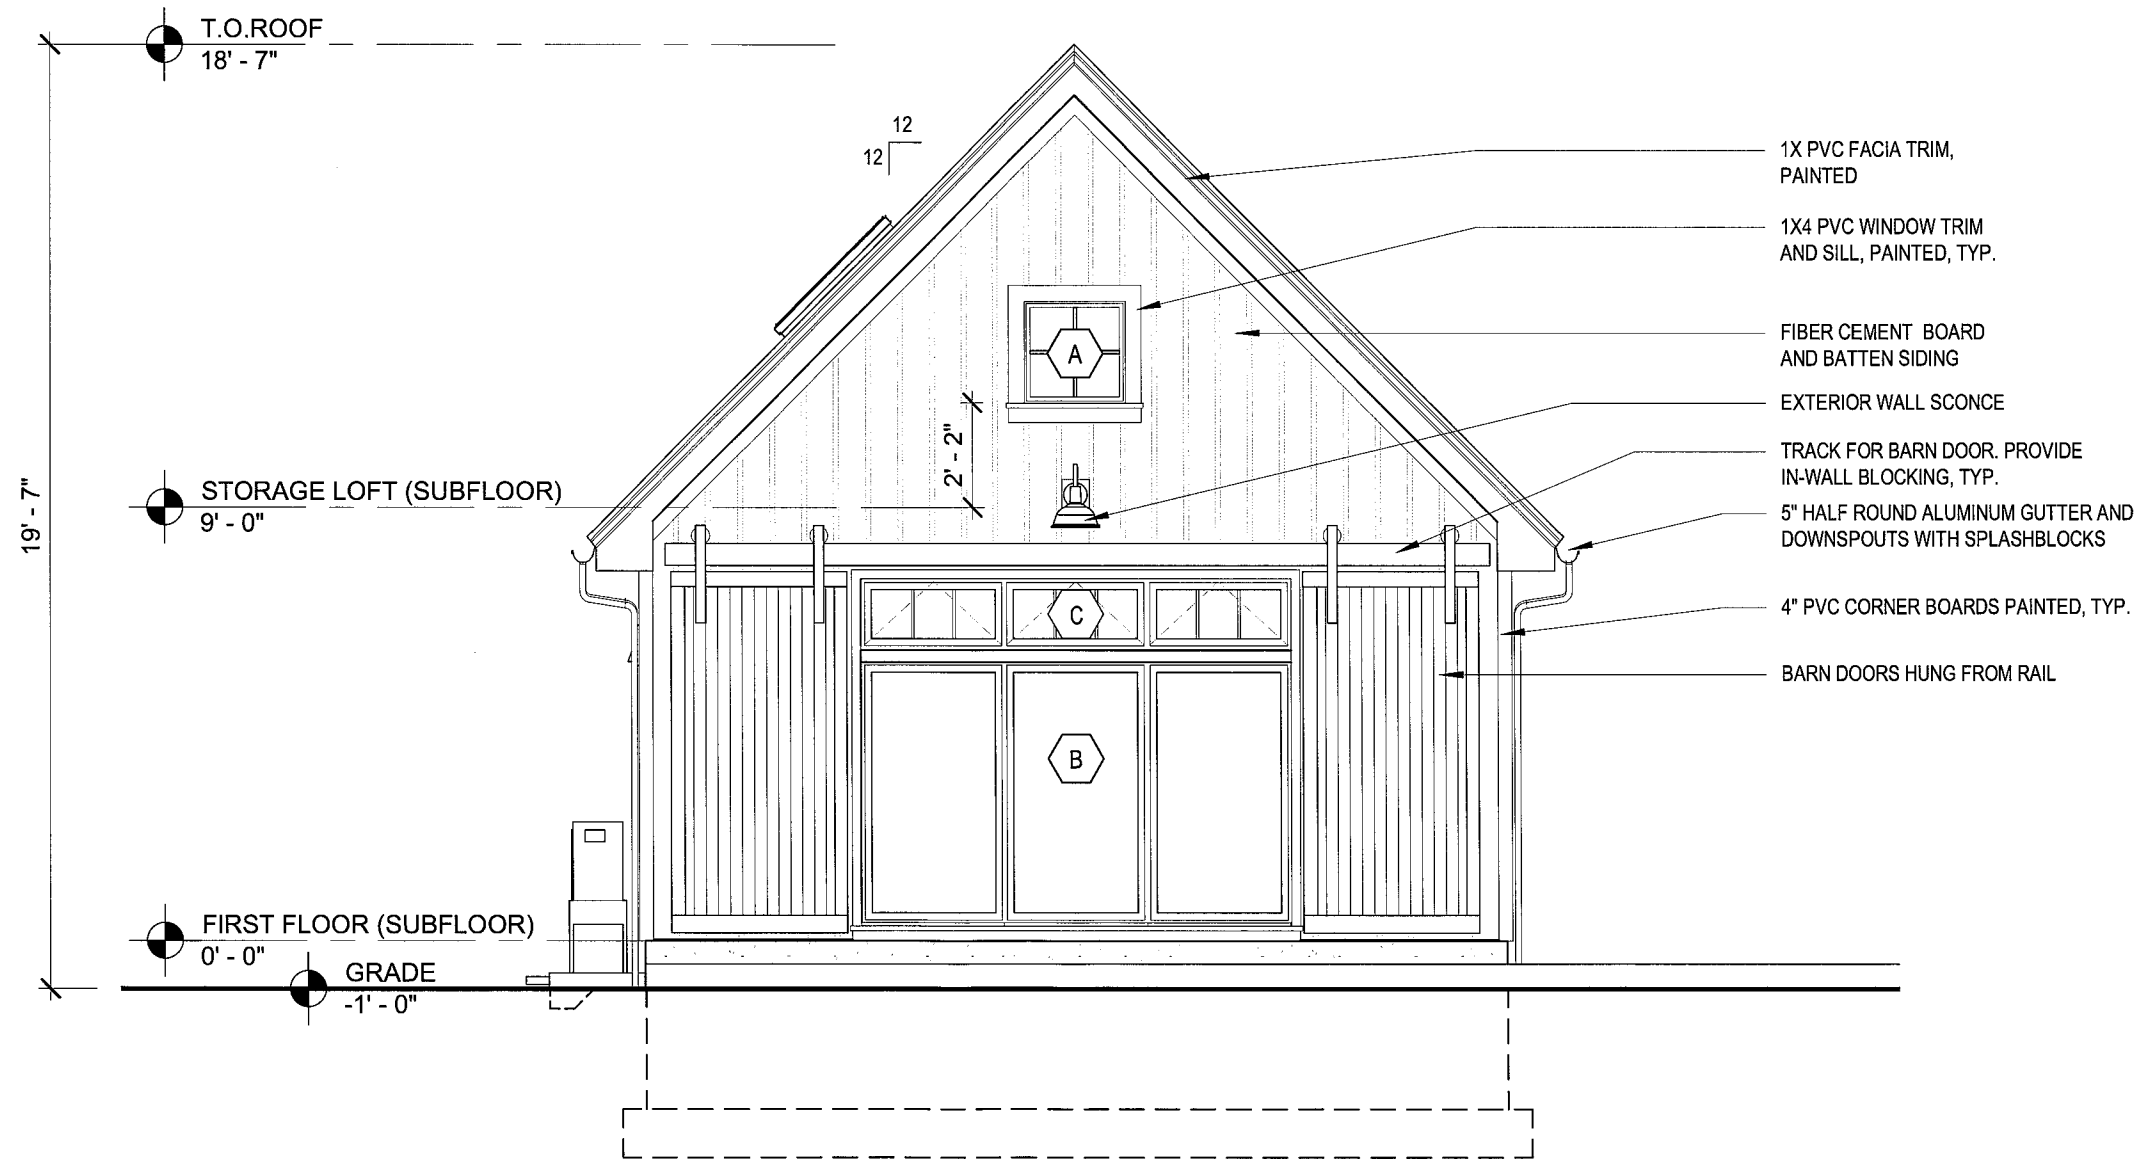 T.O.ROOF
18' - 7"
12
12
1X PVC FACIA TRIM,
PAINTED
1X4 PVC WINDOW TRIM
AND SILL, PAINTED, TYP.
FIBER CEMENT BOARD
AND BATTEN SIDING
A
EXTERIOR WALL SCONCE
2' - 2"
TRACK FOR BARN DOOR. PROVIDE
IN-WALL BLOCKING, TYP.
STORAGE LOFT (SUBFLOOR)
9' - 0"
19' - 7"
5" HALF ROUND ALUMINUM GUTTER AND
DOWNSPOUTS WITH SPLASHBLOCKS
C
4" PVC CORNER BOARDS PAINTED, TYP.
BARN DOORS HUNG FROM RAIL
B
FIRST FLOOR (SUBFLOOR)
0' - 0"
GRADE
-1' - 0"